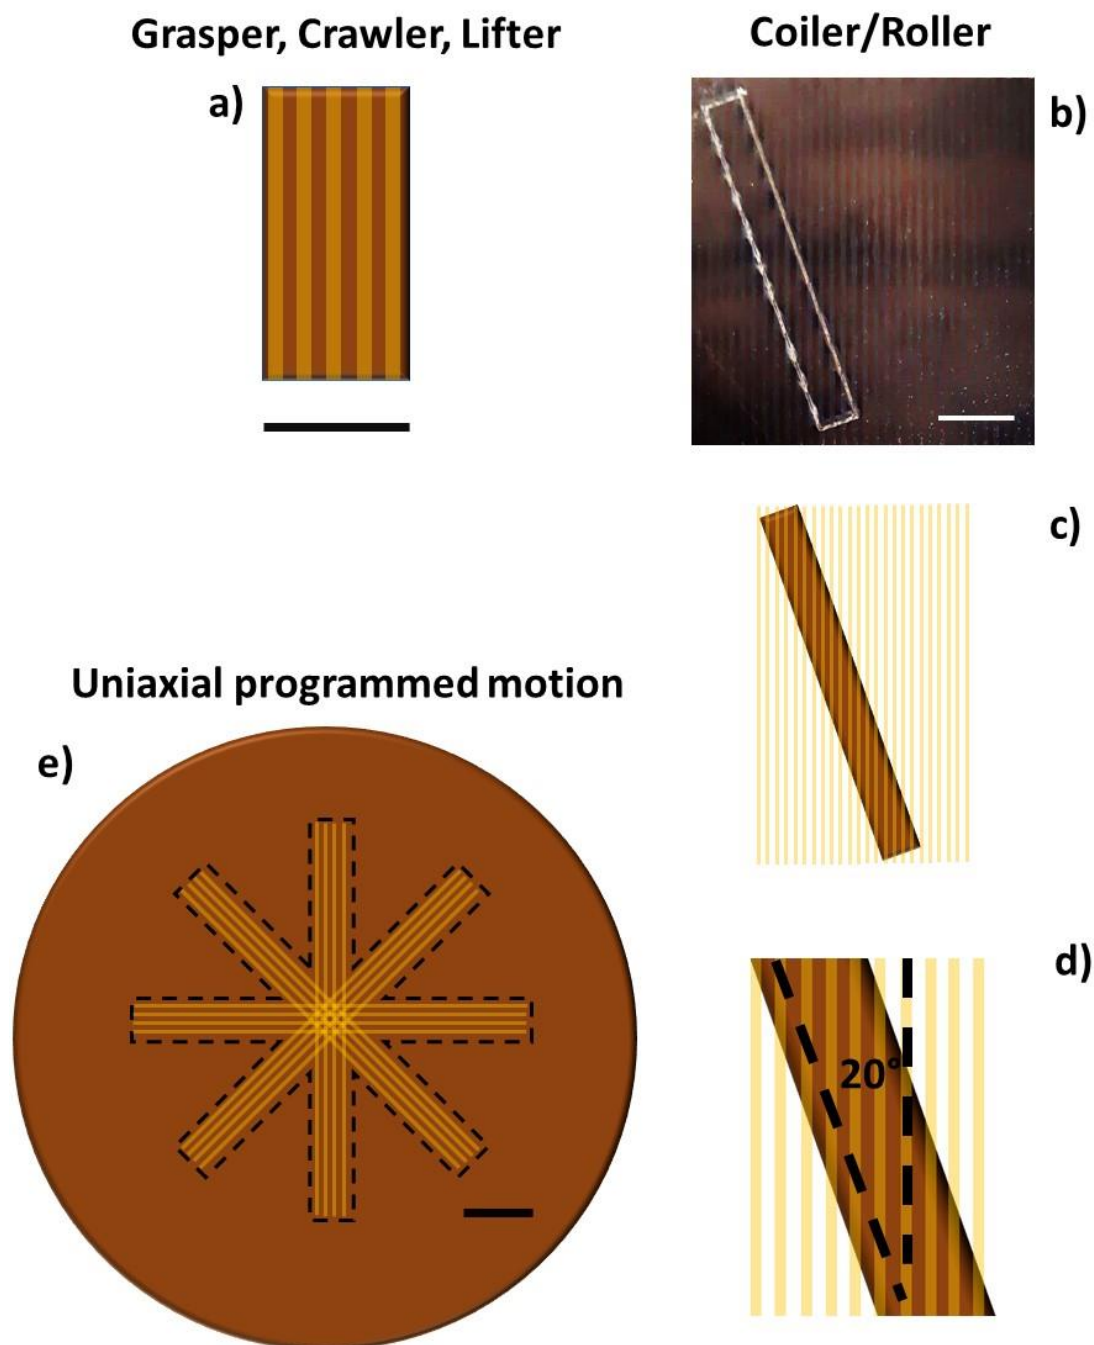 Grasper, Crawler, Lifter
Coiler/Roller
a)
b)
c)
Uniaxial programmed motion
e)
d)
20°